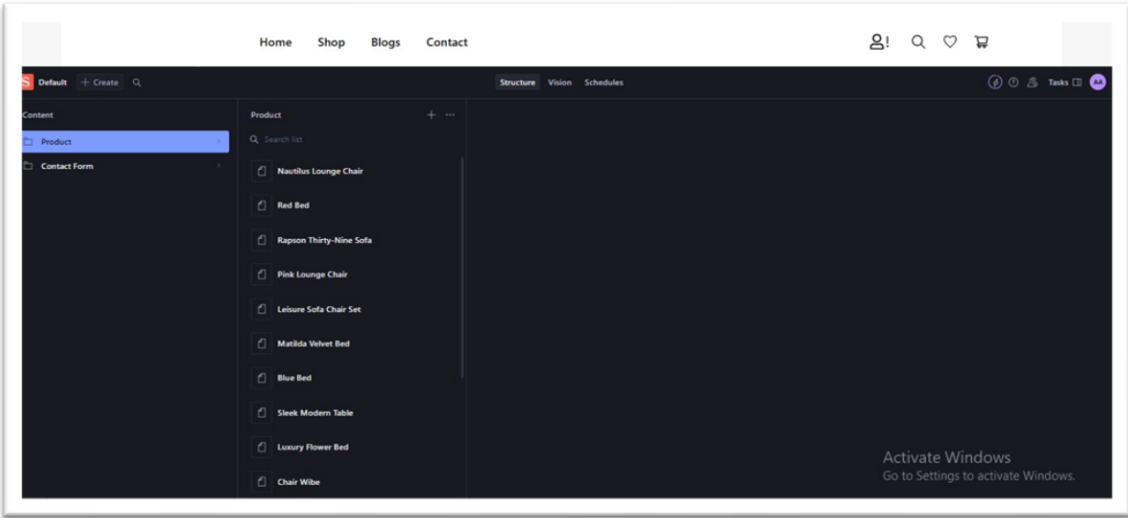 Home Shop Blogs Contact
S Default + Create Structure Vision Schedules Tasks AA
Content
Product
Contact Form
Product
Search list
Nautilus Lounge Chair
Red Bed
Rapson Thirty-Nine Sofa
Pink Lounge Chair
Leisure Sofa Chair Set
Matilda Velvet Bed
Blue Bed
Sleek Modern Table
Luxury Flower Bed
Chair Wibe
Activate Windows
Go to Settings to activate Windows.